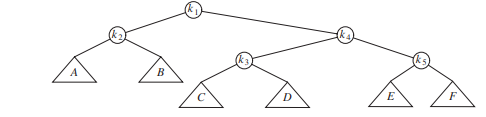 k₁
k₂ k₄
k₃ k₅
A B
C D E F